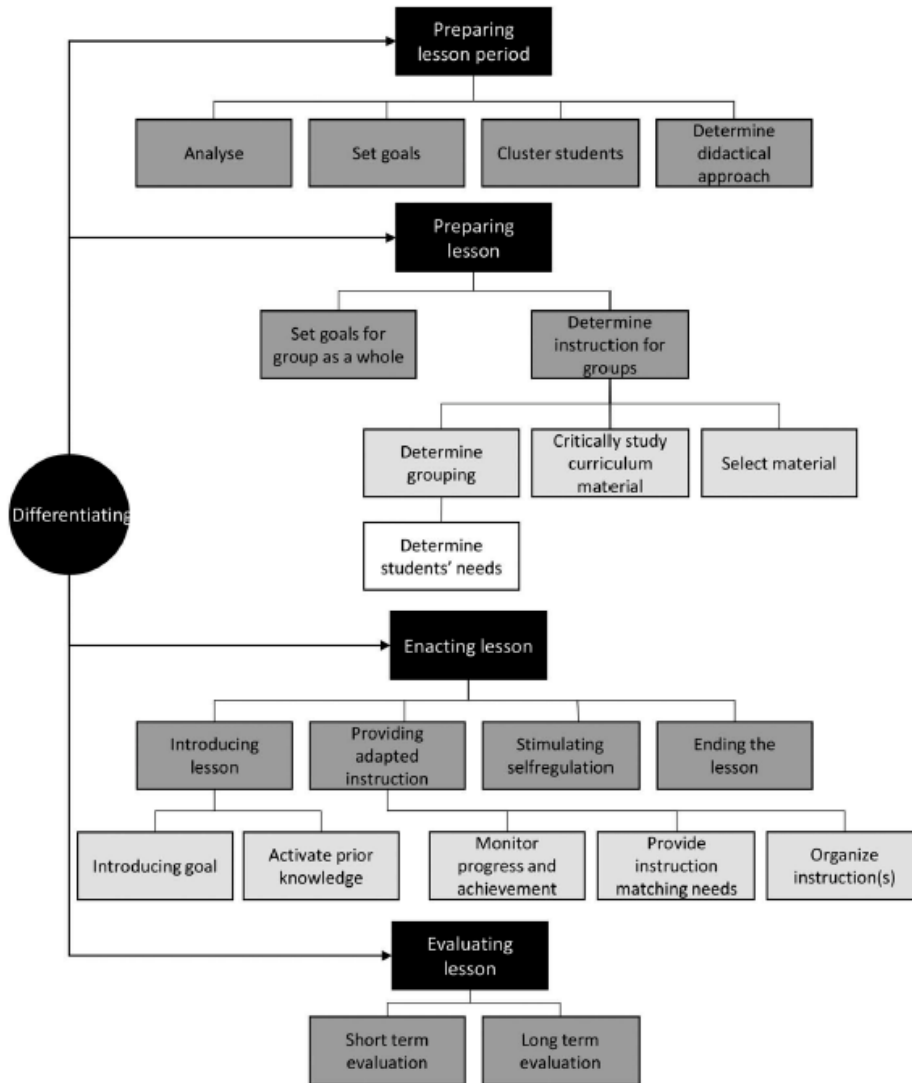 Preparing
lesson period
Analyse
Set goals
Cluster students
Determine
didactical
approach
Preparing
lesson
Set goals for
group as a whole
Determine
instruction for
groups
Determine
grouping
Critically study
curriculum
material
Select material
Differentiating
Determine
students’ needs
Enacting lesson
Introducing
lesson
Providing
adapted
instruction
Stimulating
selfregulation
Ending the
lesson
Introducing goal
Activate prior
knowledge
Monitor
progress and
achievement
Provide
instruction
matching needs
Organize
instruction(s)
Evaluating
lesson
Short term
evaluation
Long term
evaluation